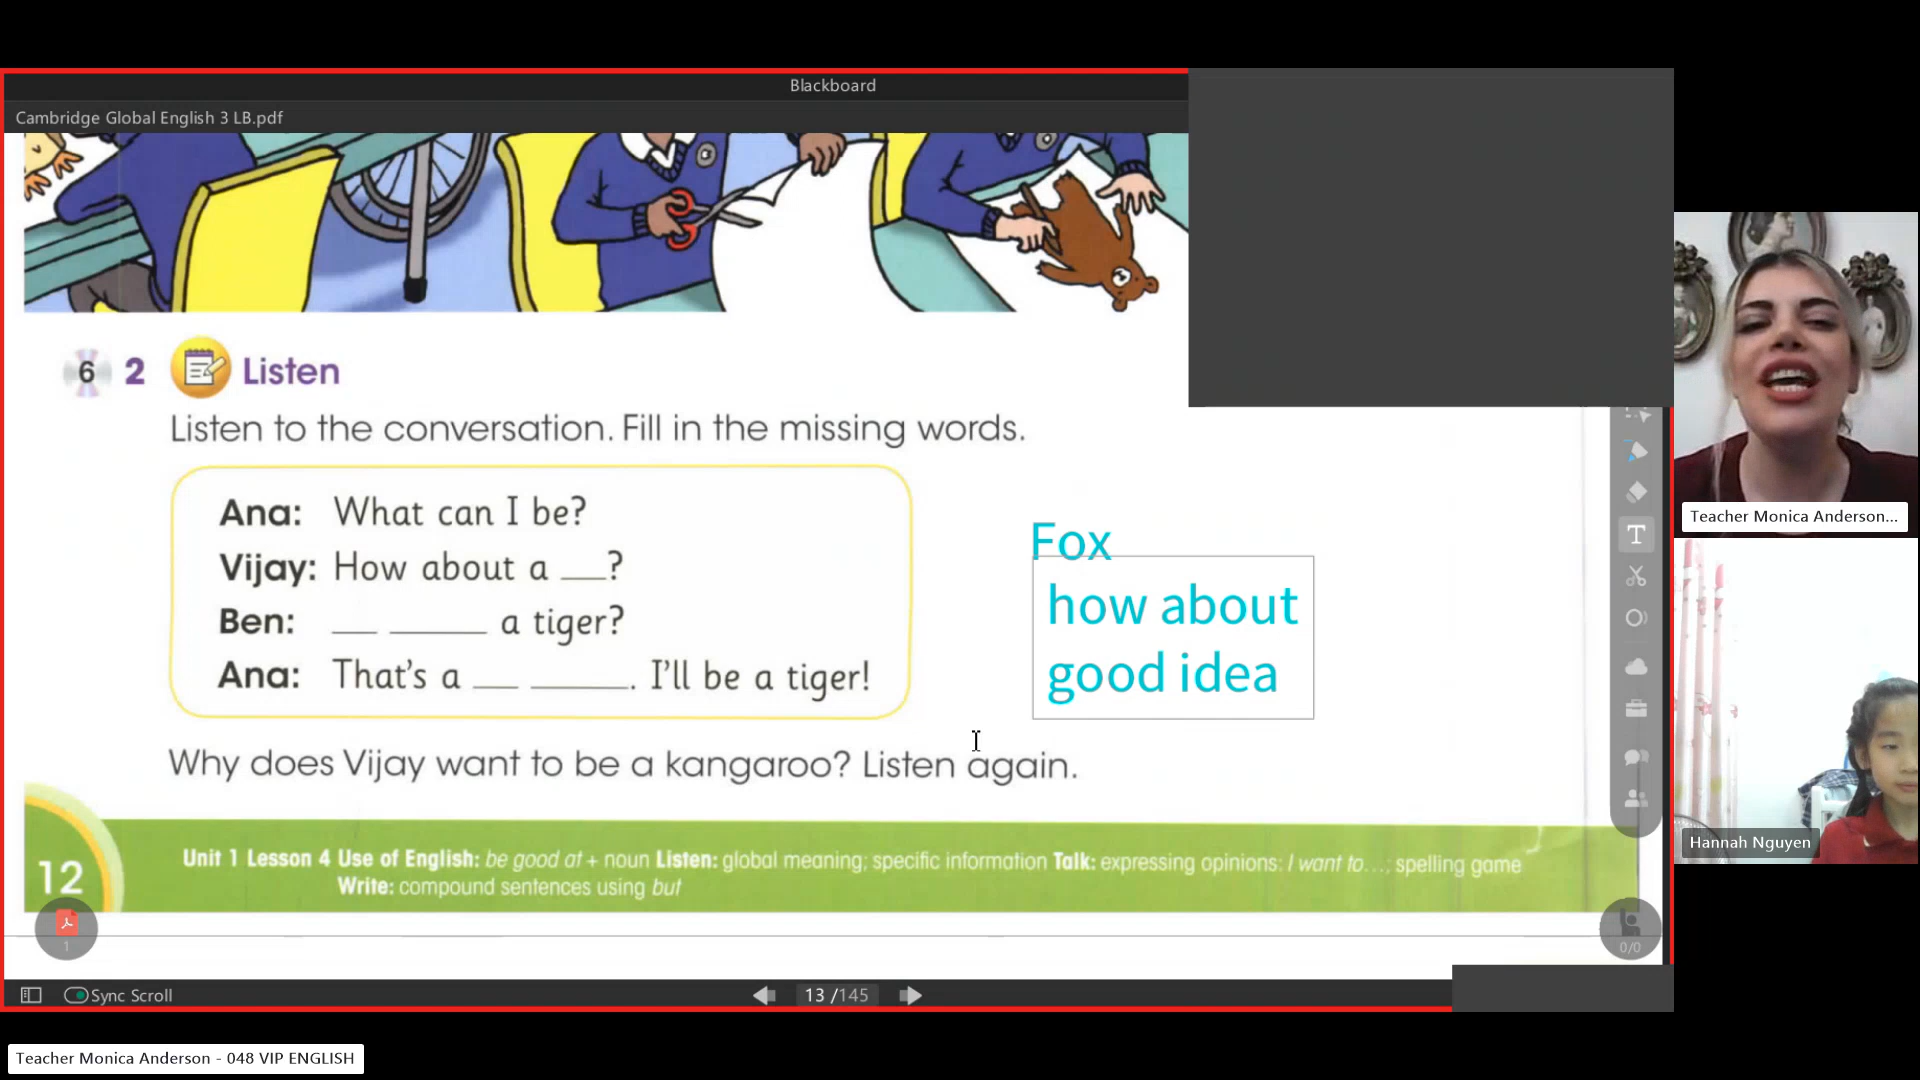 Blackboard
Cambridge Global English 3 LB.pdf
6 2 Listen
Listen to the conversation. Fill in the missing words.
Ana: What can I be?
Vijay: How about a ___?
Ben: ___ ______ a tiger?
Ana: That's a ___ ______. I'll be a tiger!
Fox
how about
good idea
Why does Vijay want to be a kangaroo? Listen again.
12
Unit 1 Lesson 4 Use of English: be good at + noun Listen: global meaning; specific information Talk: expressing opinions: I want to...; spelling game
Write: compound sentences using but
1
0/0
Sync Scroll
13 /145
Teacher Monica Anderson...
Hannah Nguyen
Teacher Monica Anderson - 048 VIP ENGLISH